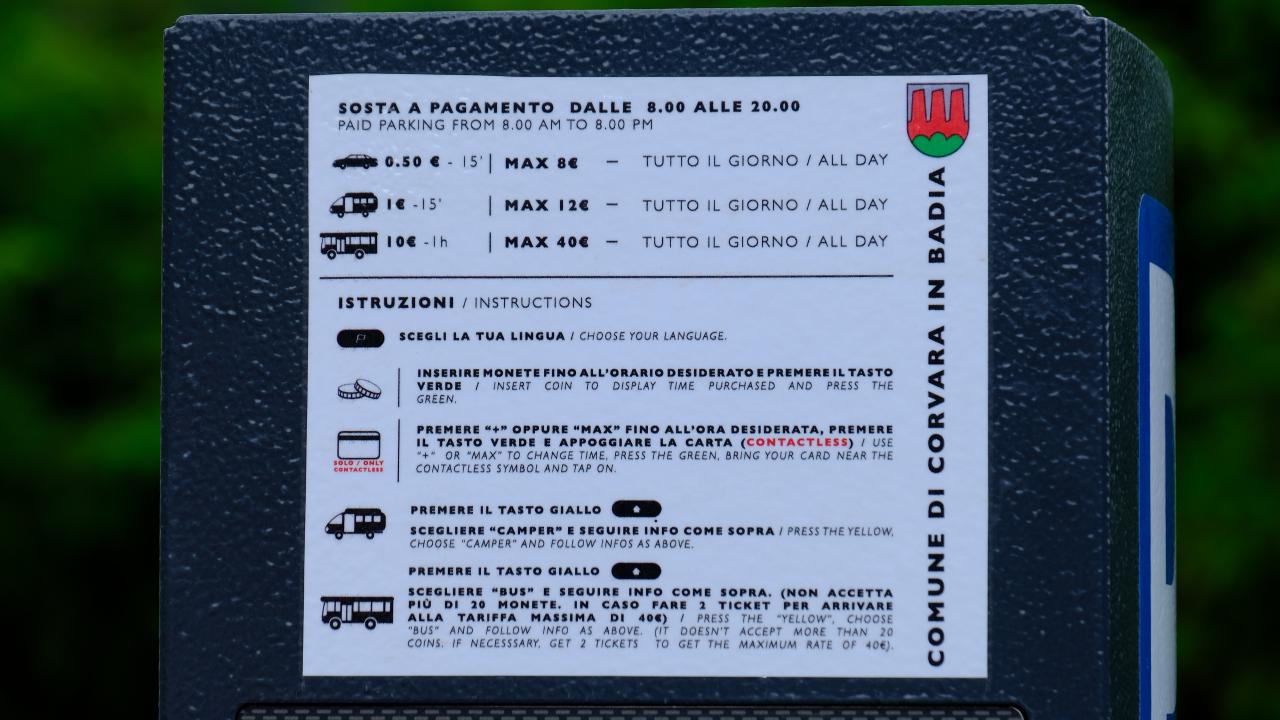 SOSTA A PAGAMENTO DALLE 8.00 ALLE 20.00
PAID PARKING FROM 8.00 AM TO 8.00 PM
0.50 € - 15' | MAX 8€ – TUTTO IL GIORNO / ALL DAY
1€ -15' | MAX 12€ – TUTTO IL GIORNO / ALL DAY
10€ -1h | MAX 40€ – TUTTO IL GIORNO / ALL DAY
ISTRUZIONI / INSTRUCTIONS
SCEGLI LA TUA LINGUA / CHOOSE YOUR LANGUAGE.
INSERIRE MONETE FINO ALL'ORARIO DESIDERATO E PREMERE IL TASTO
VERDE / INSERT COIN TO DISPLAY TIME PURCHASED AND PRESS THE
GREEN.
PREMERE "+" OPPURE "MAX" FINO ALL'ORA DESIDERATA, PREMERE
IL TASTO VERDE E APPOGGIARE LA CARTA (CONTACTLESS) / USE
"+" OR "MAX" TO CHANGE TIME, PRESS THE GREEN, BRING YOUR CARD NEAR THE
CONTACTLESS SYMBOL AND TAP ON.
SOLO / ONLY
CONTACTLESS
PREMERE IL TASTO GIALLO
SCEGLIERE "CAMPER" E SEGUIRE INFO COME SOPRA / PRESS THE YELLOW,
CHOOSE "CAMPER" AND FOLLOW INFOS AS ABOVE.
PREMERE IL TASTO GIALLO
SCEGLIERE "BUS" E SEGUIRE INFO COME SOPRA. (NON ACCETTA
PIÙ DI 20 MONETE. IN CASO FARE 2 TICKET PER ARRIVARE
ALLA TARIFFA MASSIMA DI 40€) / PRESS THE "YELLOW", CHOOSE
"BUS" AND FOLLOW INFO AS ABOVE. (IT DOESN'T ACCEPT MORE THAN 20
COINS. IF NECESSSARY, GET 2 TICKETS TO GET THE MAXIMUM RATE OF 40€).
COMUNE DI CORVARA IN BADIA